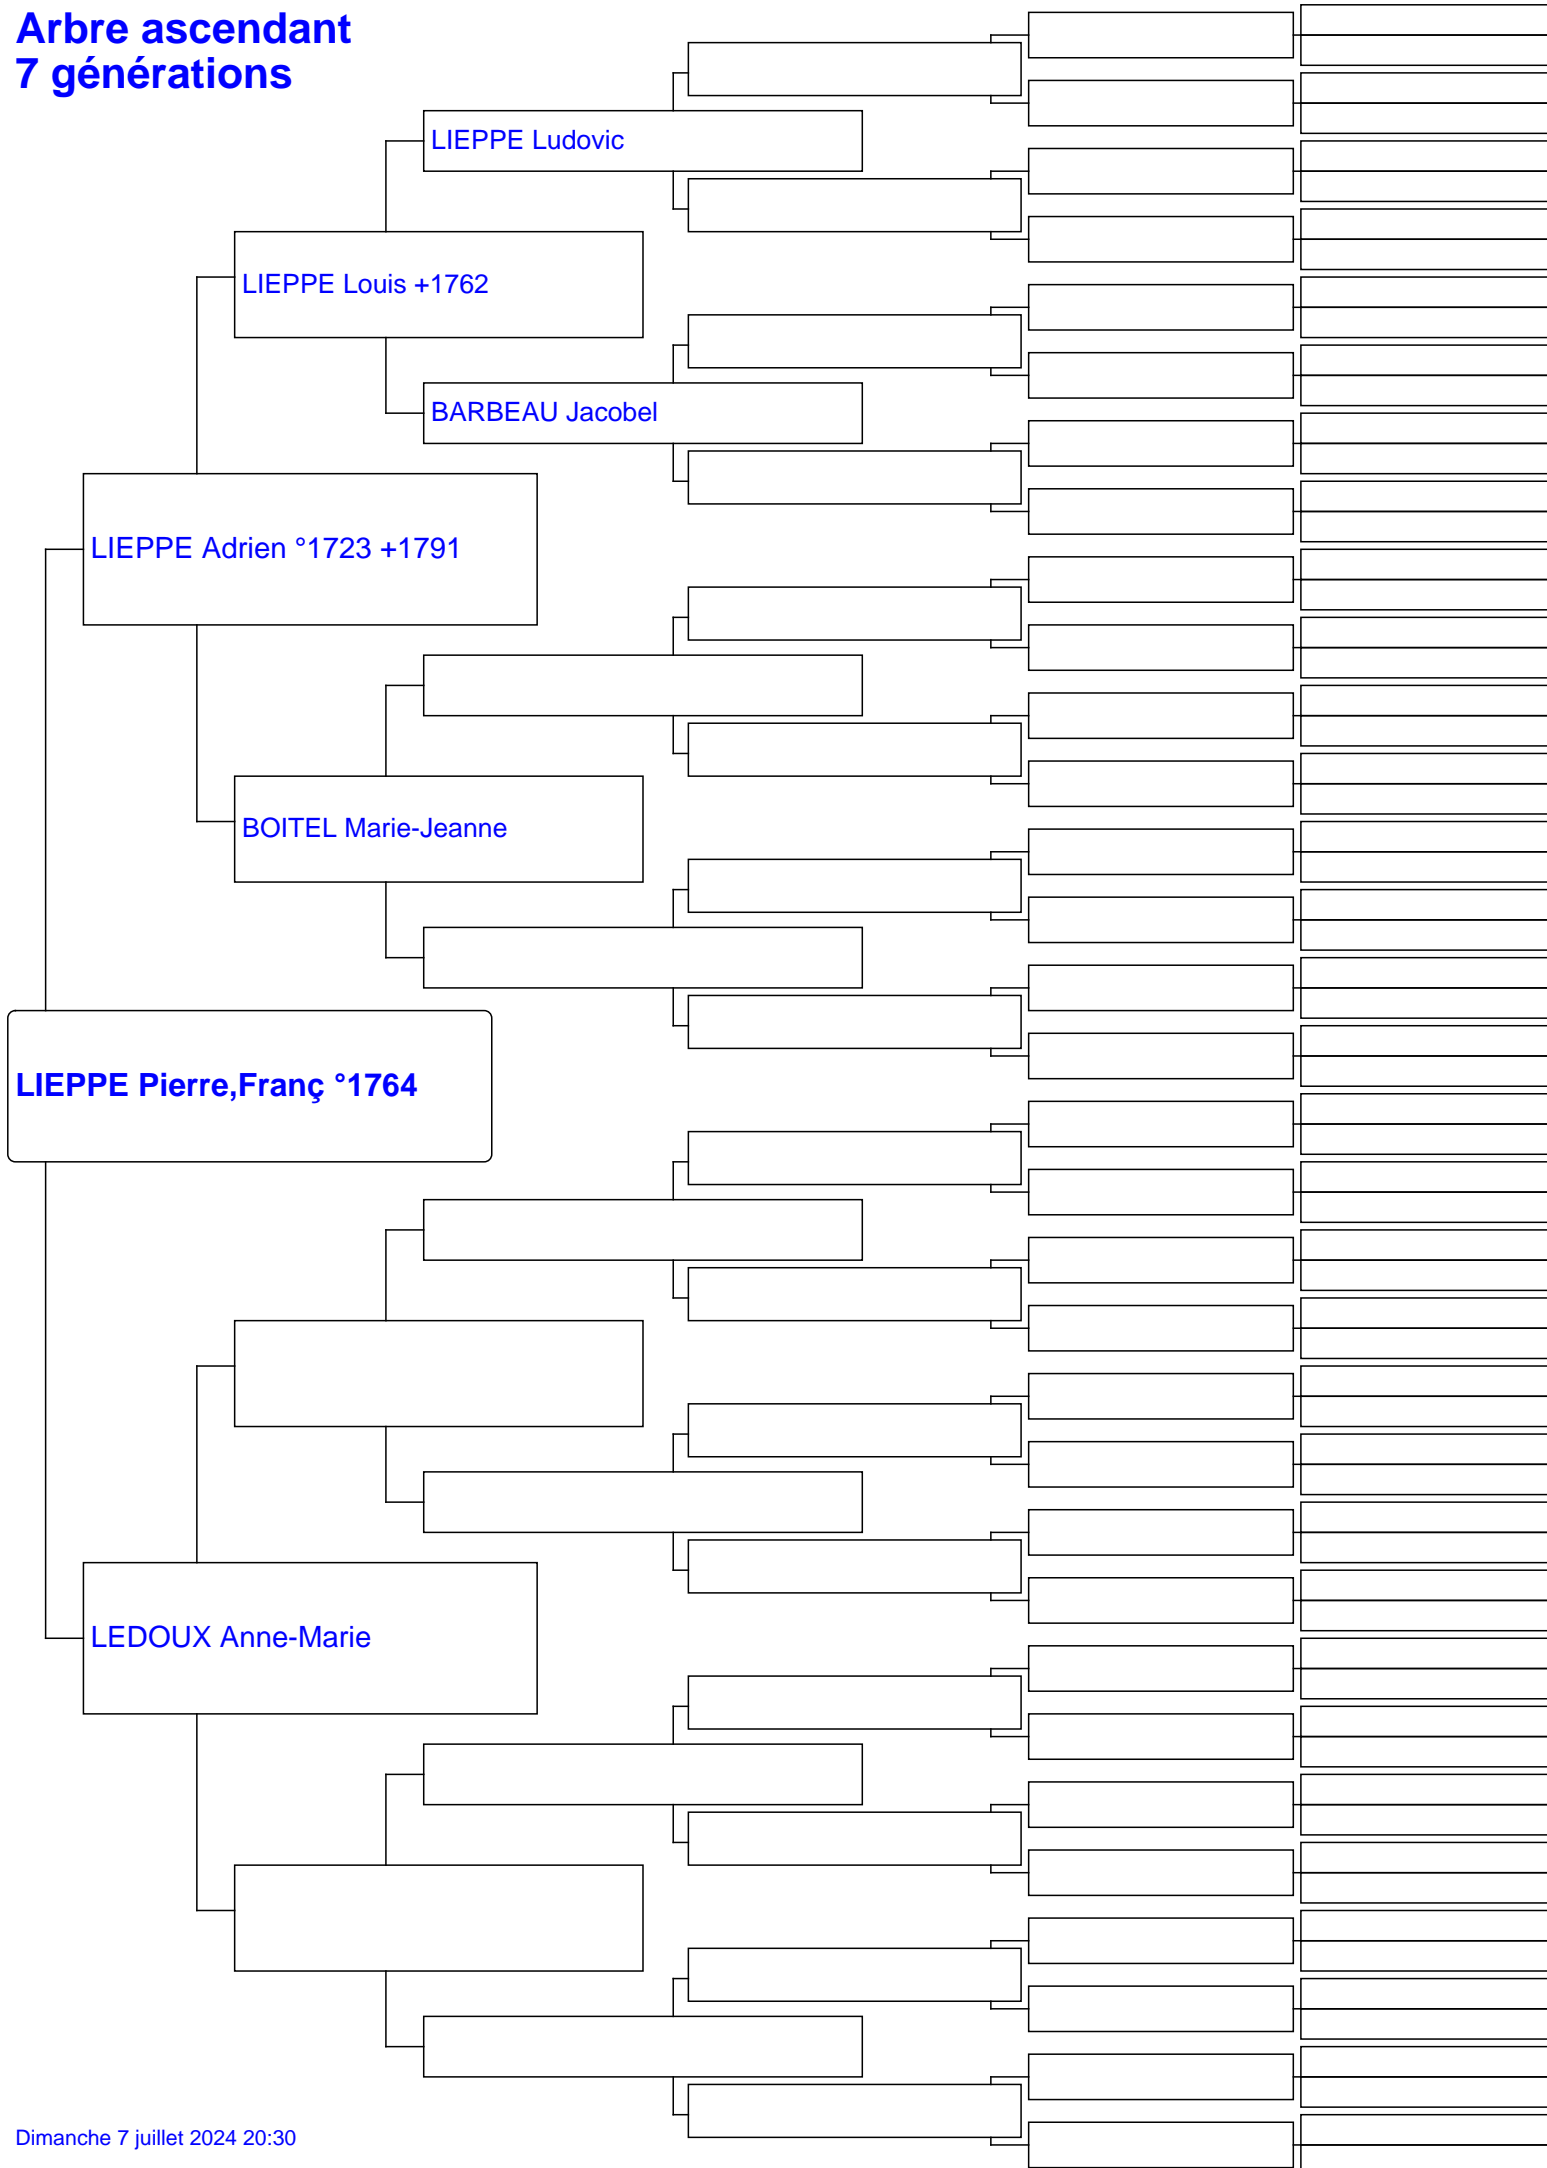 Arbre ascendant
7 générations
LIEPPE Ludovic
LIEPPE Louis +1762
BARBEAU Jacobel
LIEPPE Adrien °1723 +1791
BOITEL Marie-Jeanne
LIEPPE Pierre,Franç °1764
LEDOUX Anne-Marie
Dimanche 7 juillet 2024 20:30